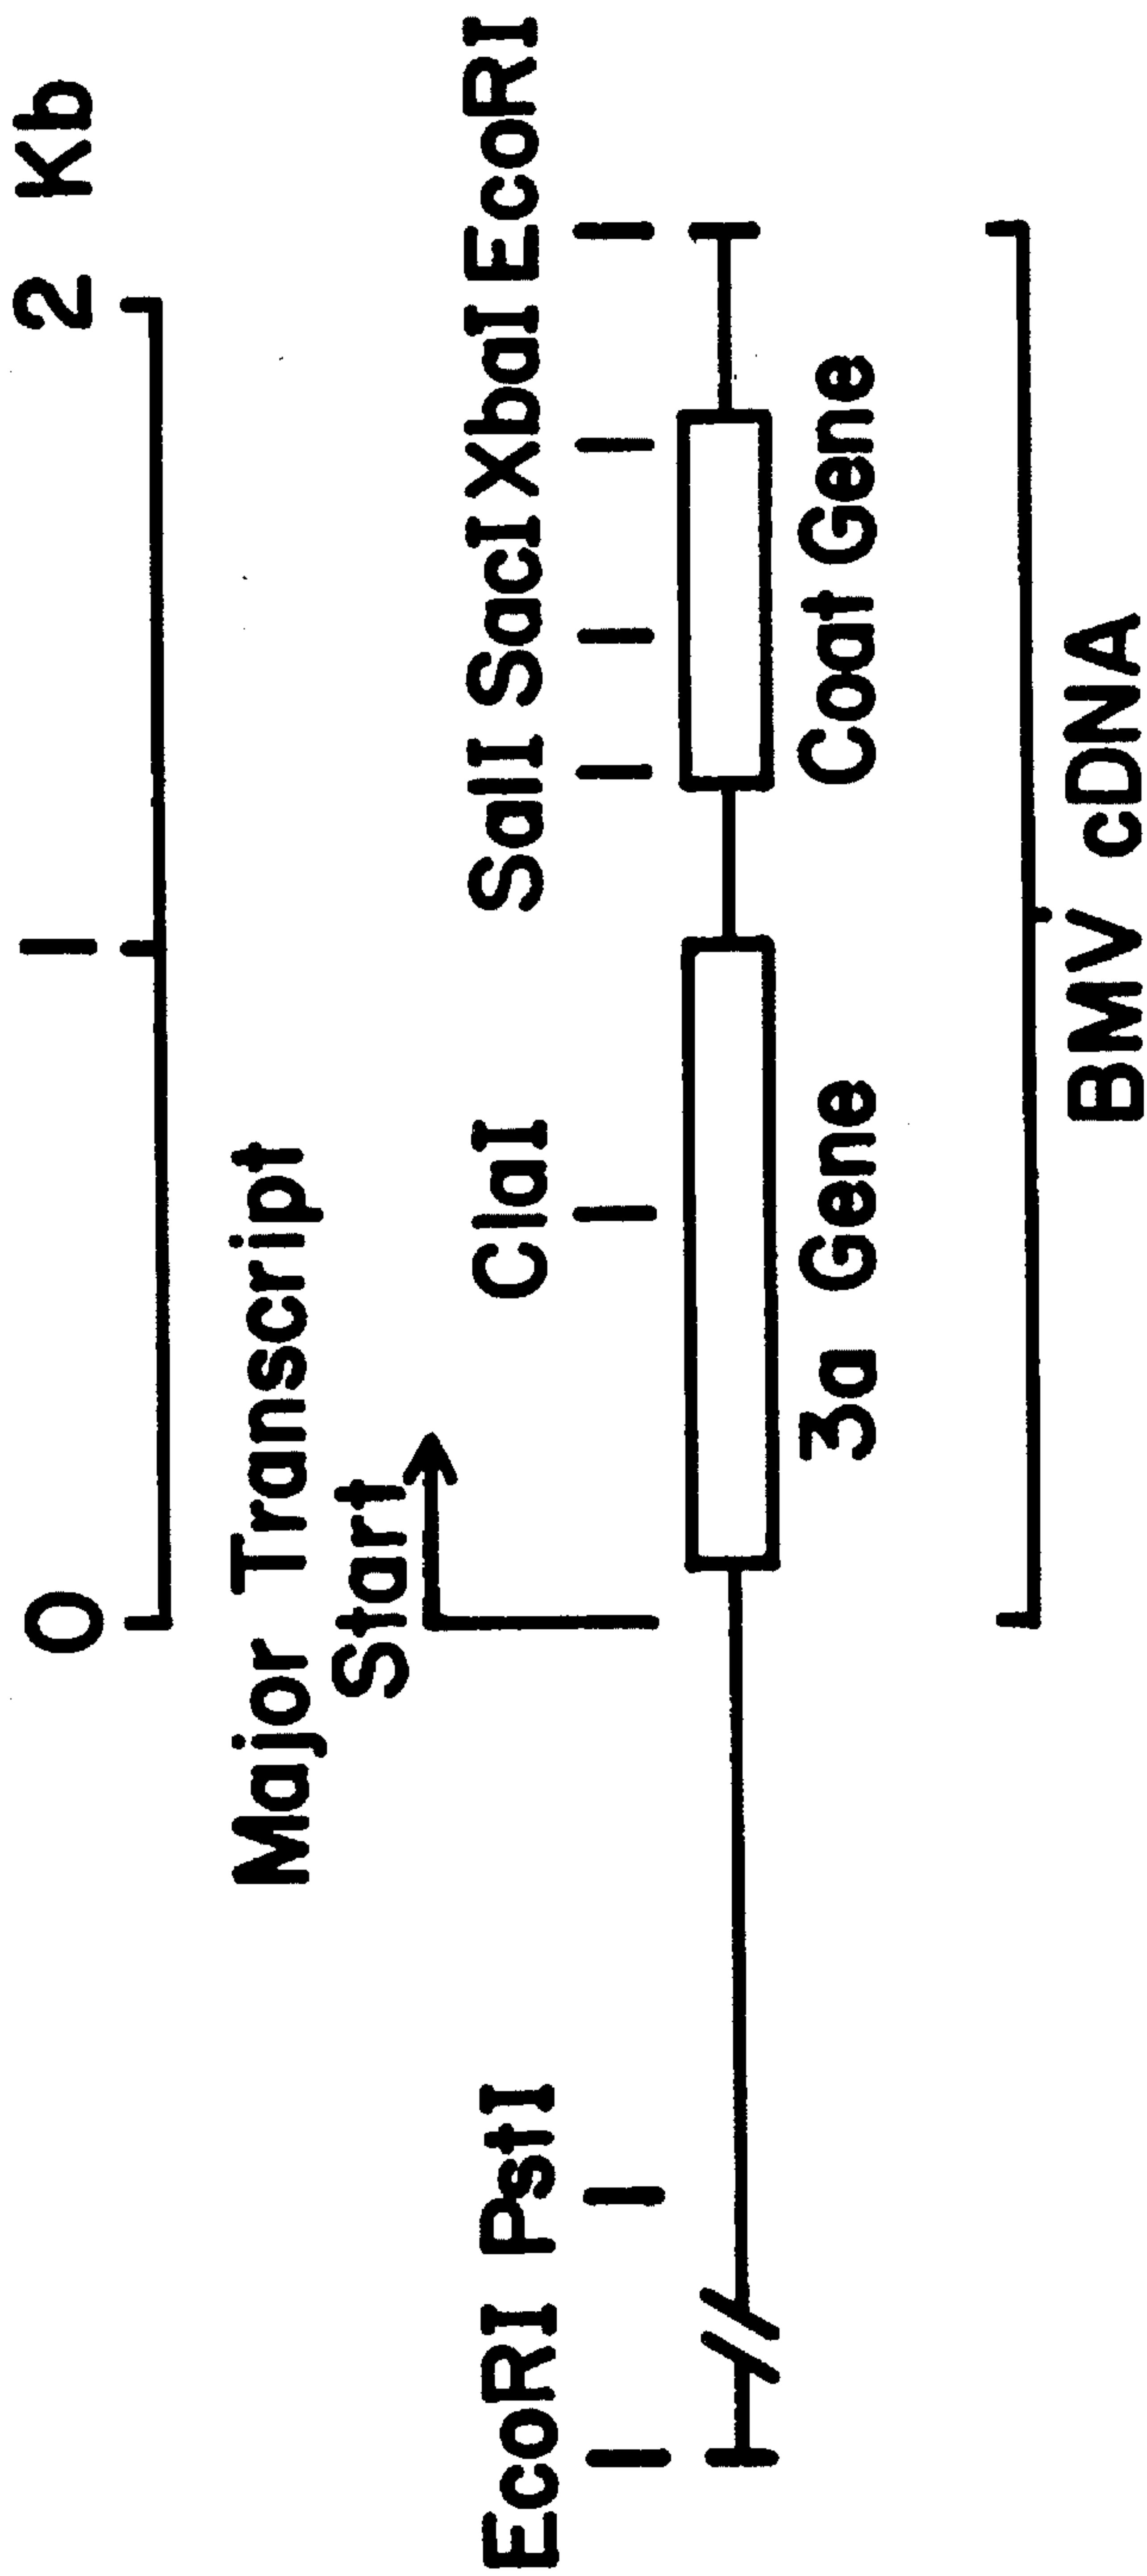 0 1 2 Kb
Major Transcript
Start
EcoRI PstI ClaI SalI SacI XbaI EcoRI
3a Gene Coat Gene
BMV cDNA